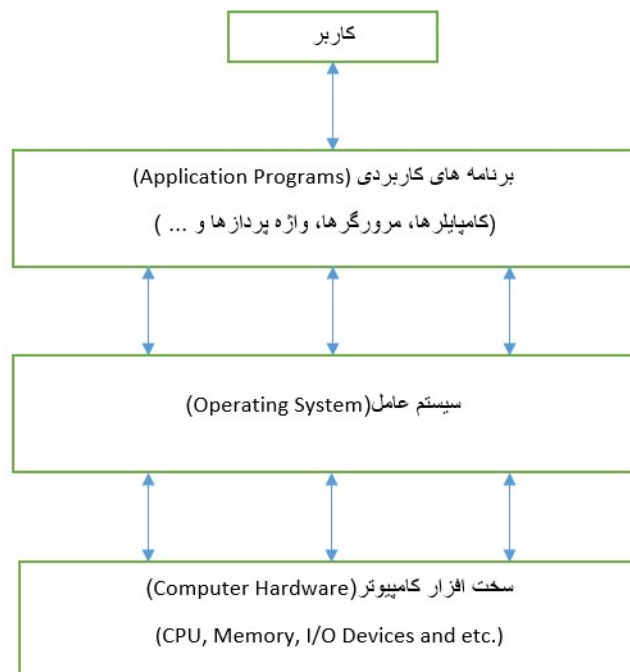 کاربر
برنامه های کاربردی (Application Programs)
(کامپایلرها، مرورگرها، واژه پردازها و ... )
سیستم عامل(Operating System)
سخت افزار کامپیوتر(Computer Hardware)
(CPU, Memory, I/O Devices and etc.)